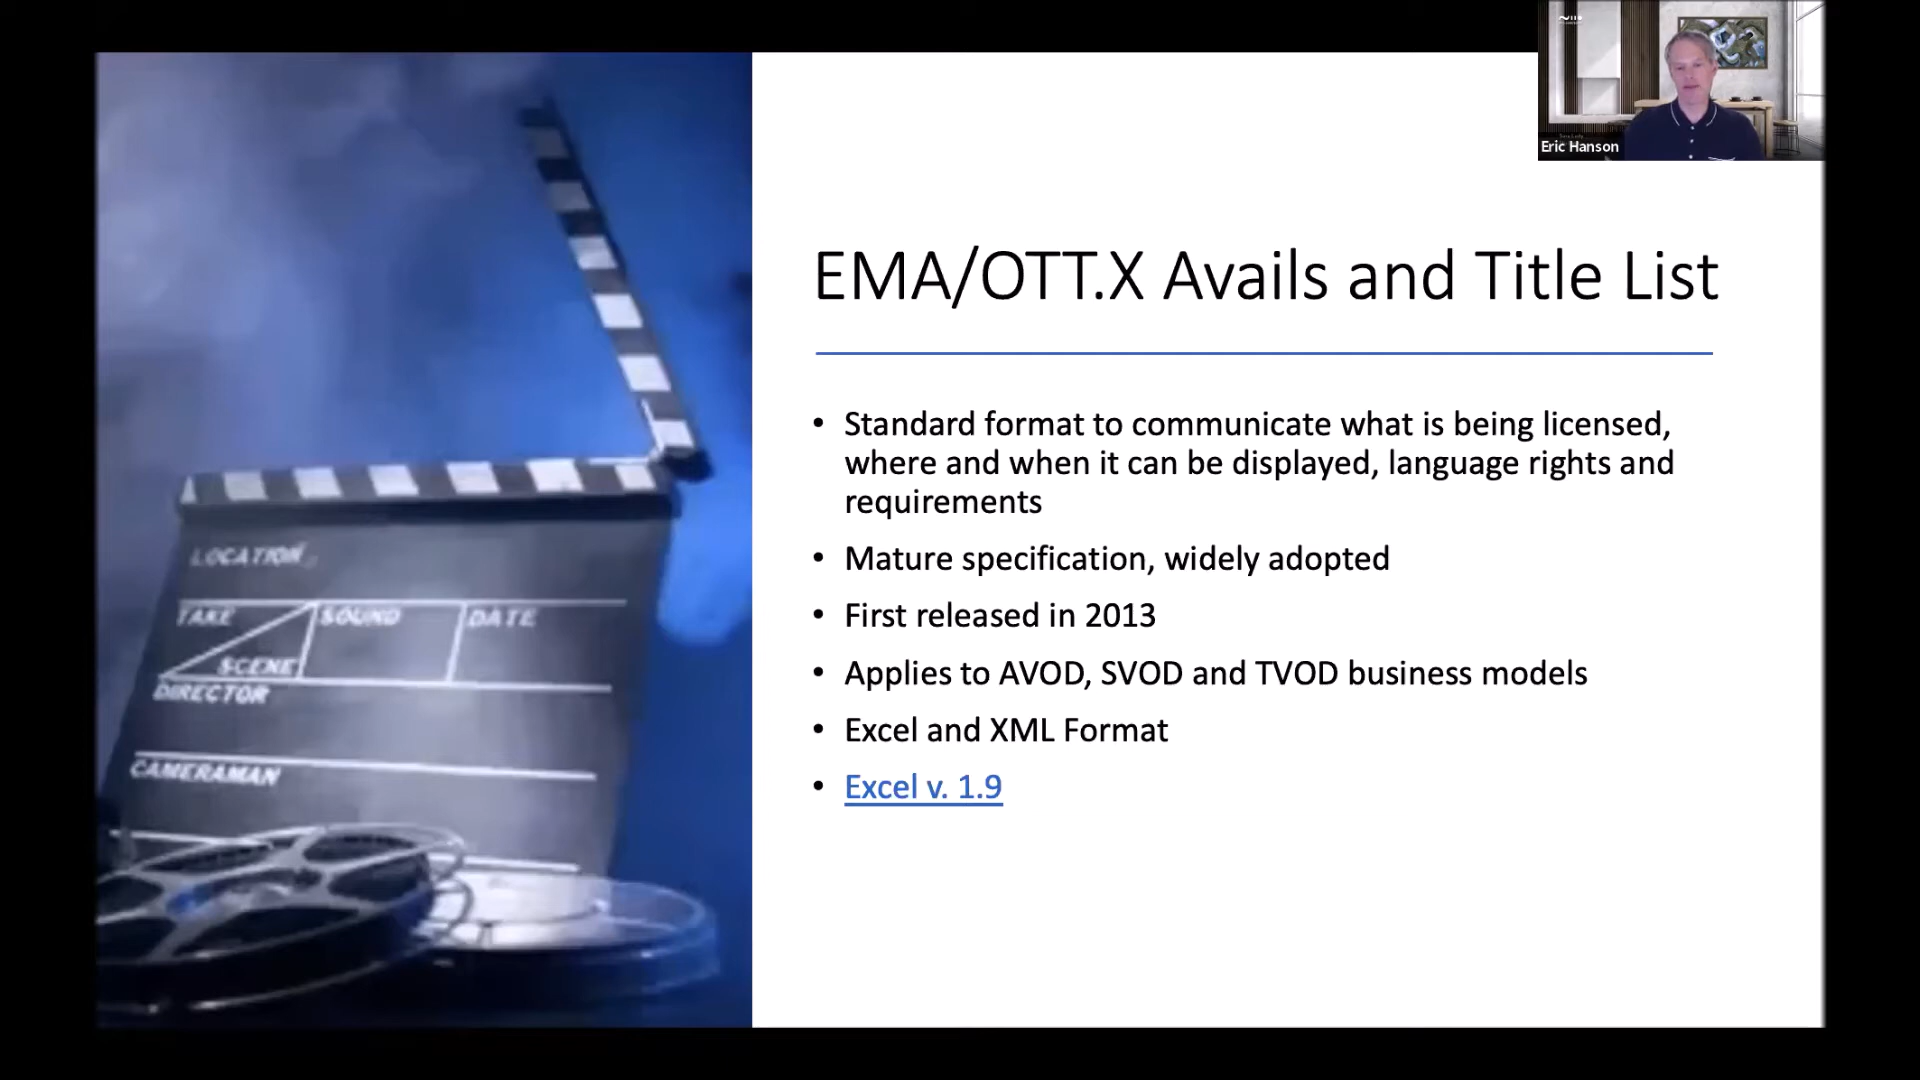 Eric Hanson
EMA/OTT.X Avails and Title List
• Standard format to communicate what is being licensed,
where and when it can be displayed, language rights and
requirements
• Mature specification, widely adopted
• First released in 2013
• Applies to AVOD, SVOD and TVOD business models
• Excel and XML Format
• Excel v. 1.9
LOCATION
TAKE SOUND DATE
SCENE
DIRECTOR
CAMERAMAN